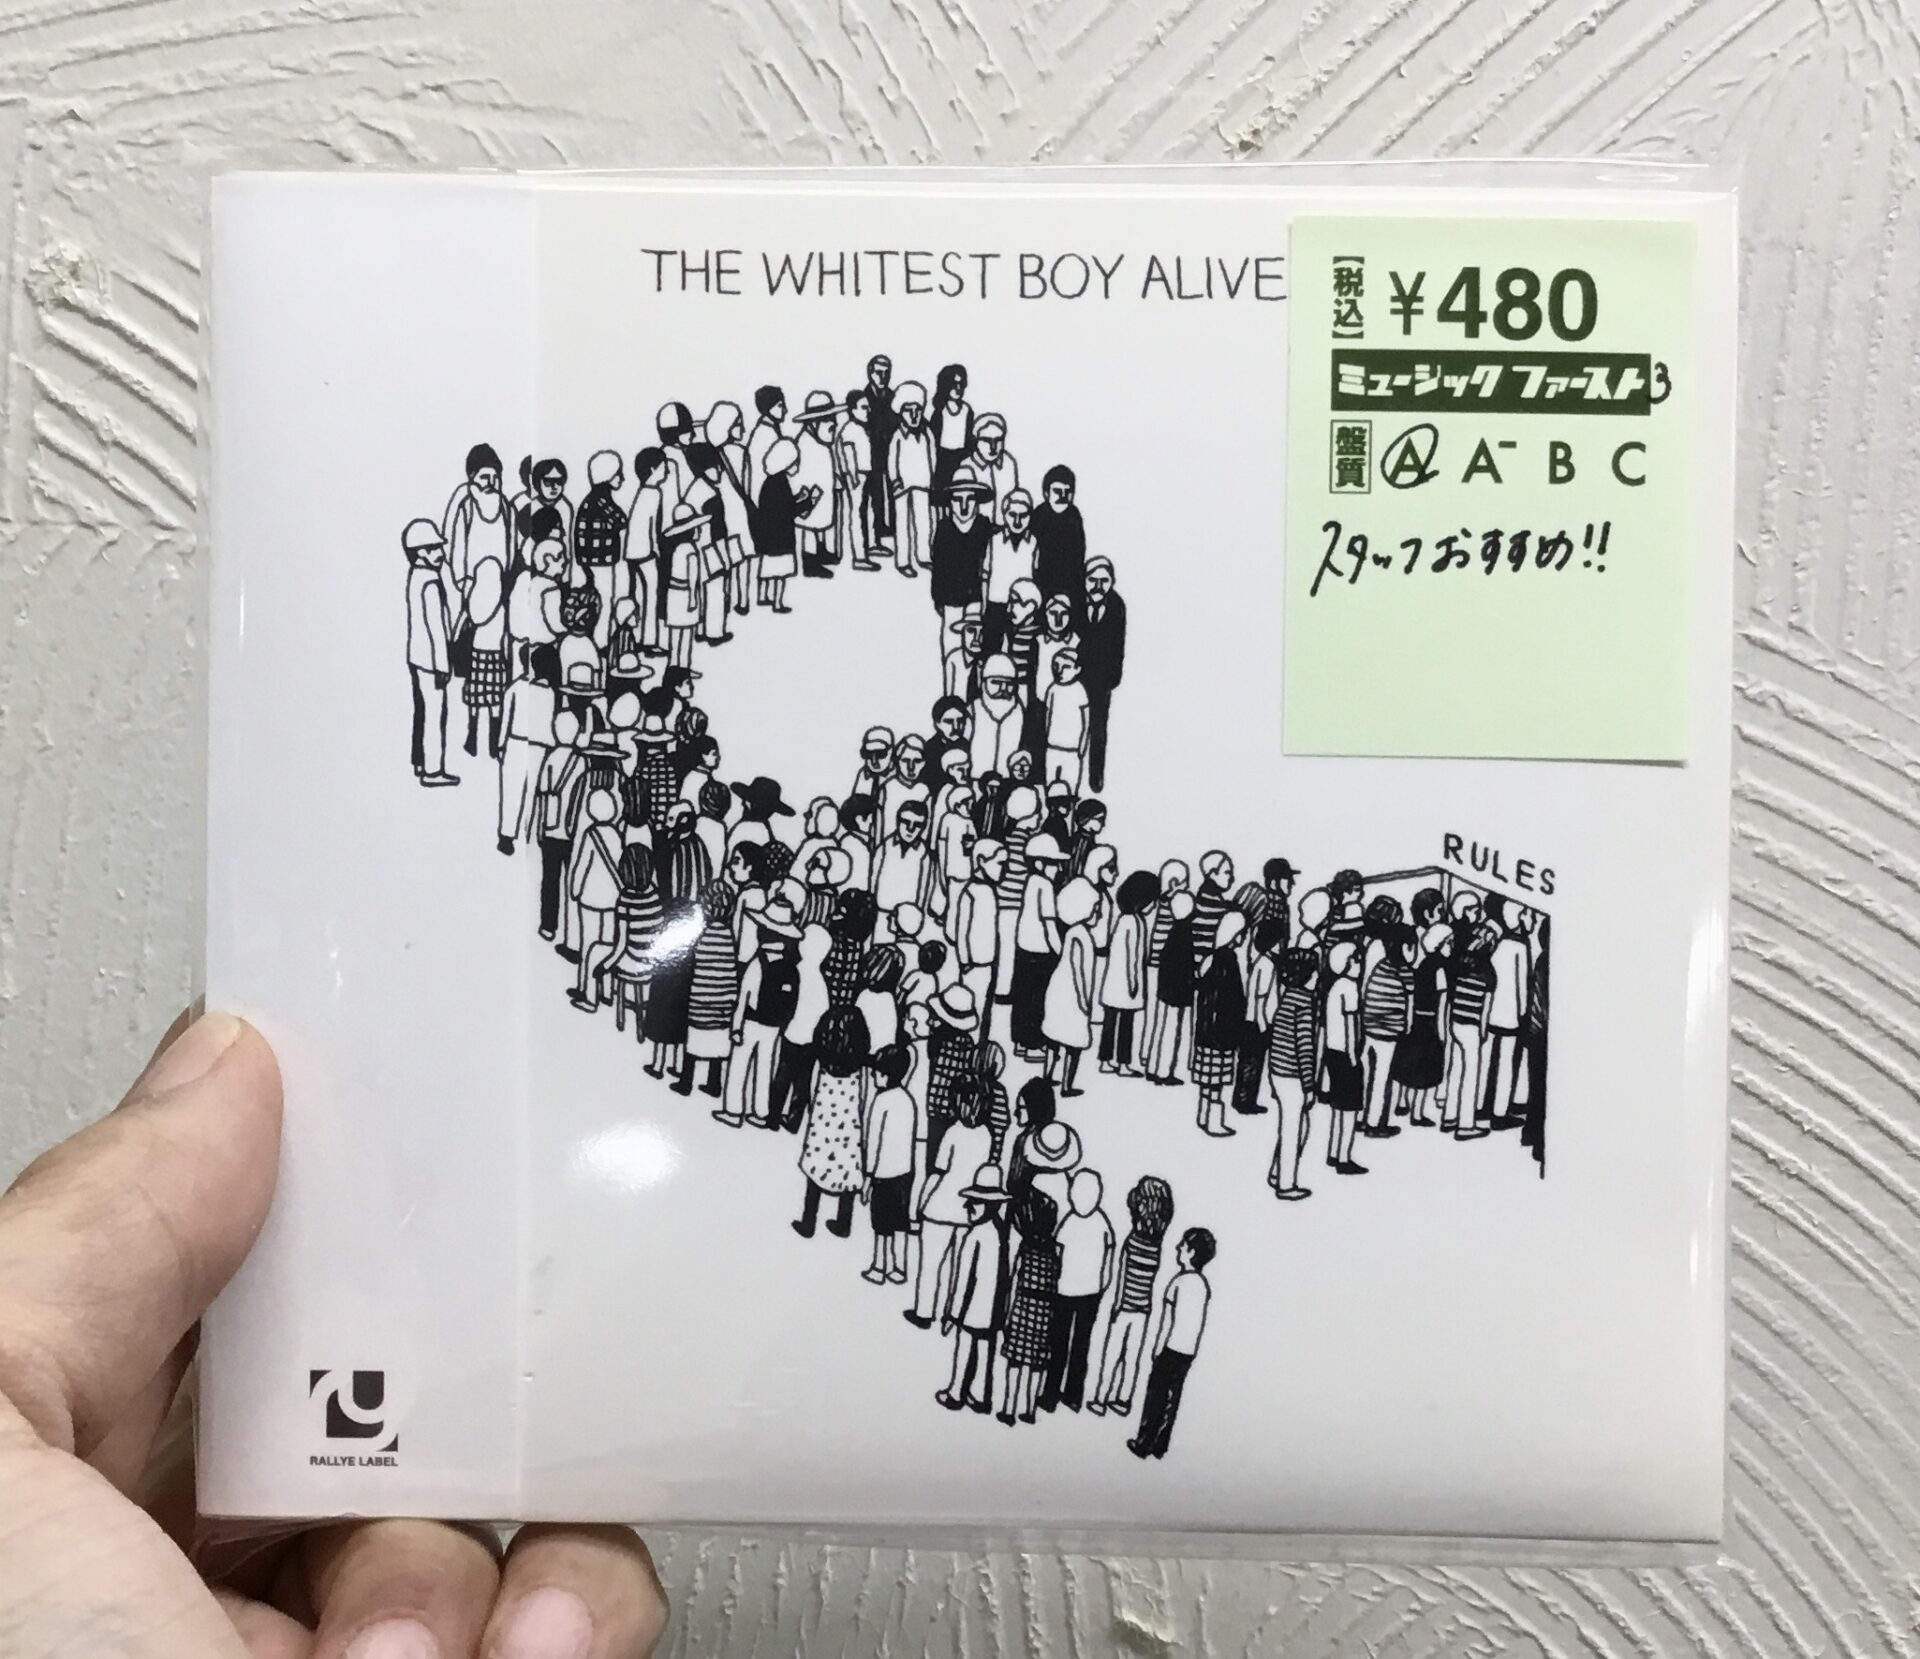 THE WHITEST BOY ALIVE
【税込】 ¥480
ミュージックファースト3
盤質 A A- B C
スタッフおすすめ!!
RULES
RALLYE LABEL